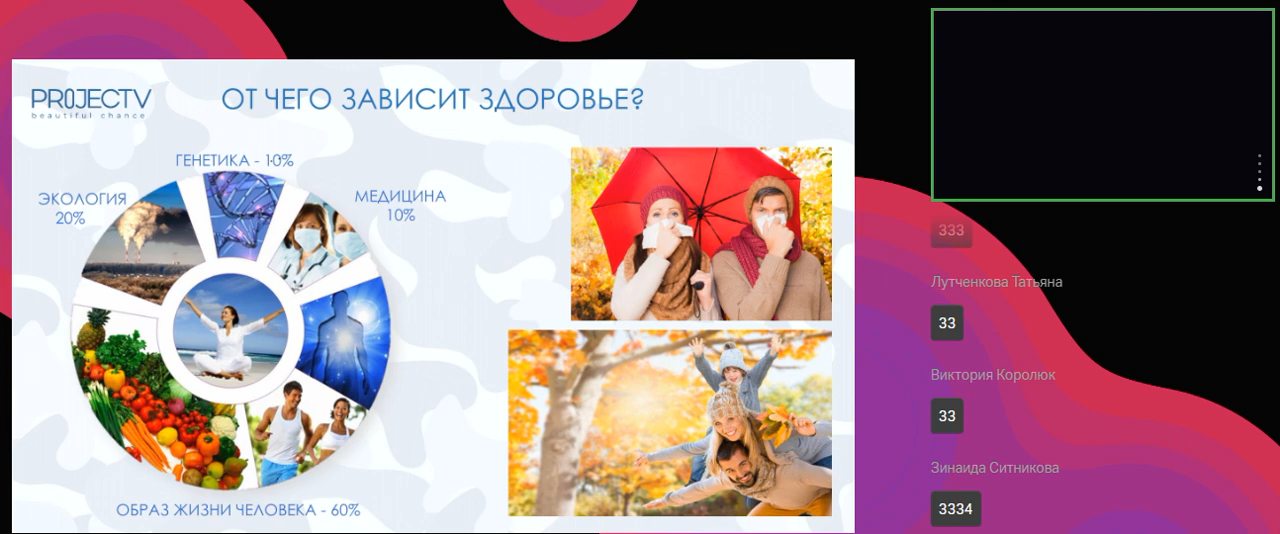 PROJECTV
beautiful chance
ОТ ЧЕГО ЗАВИСИТ ЗДОРОВЬЕ?
ГЕНЕТИКА - 10%
ЭКОЛОГИЯ
20%
МЕДИЦИНА
10%
ОБРАЗ ЖИЗНИ ЧЕЛОВЕКА - 60%
333
Лутченкова Татьяна
33
Виктория Королюк
33
Зинаида Ситникова
3334